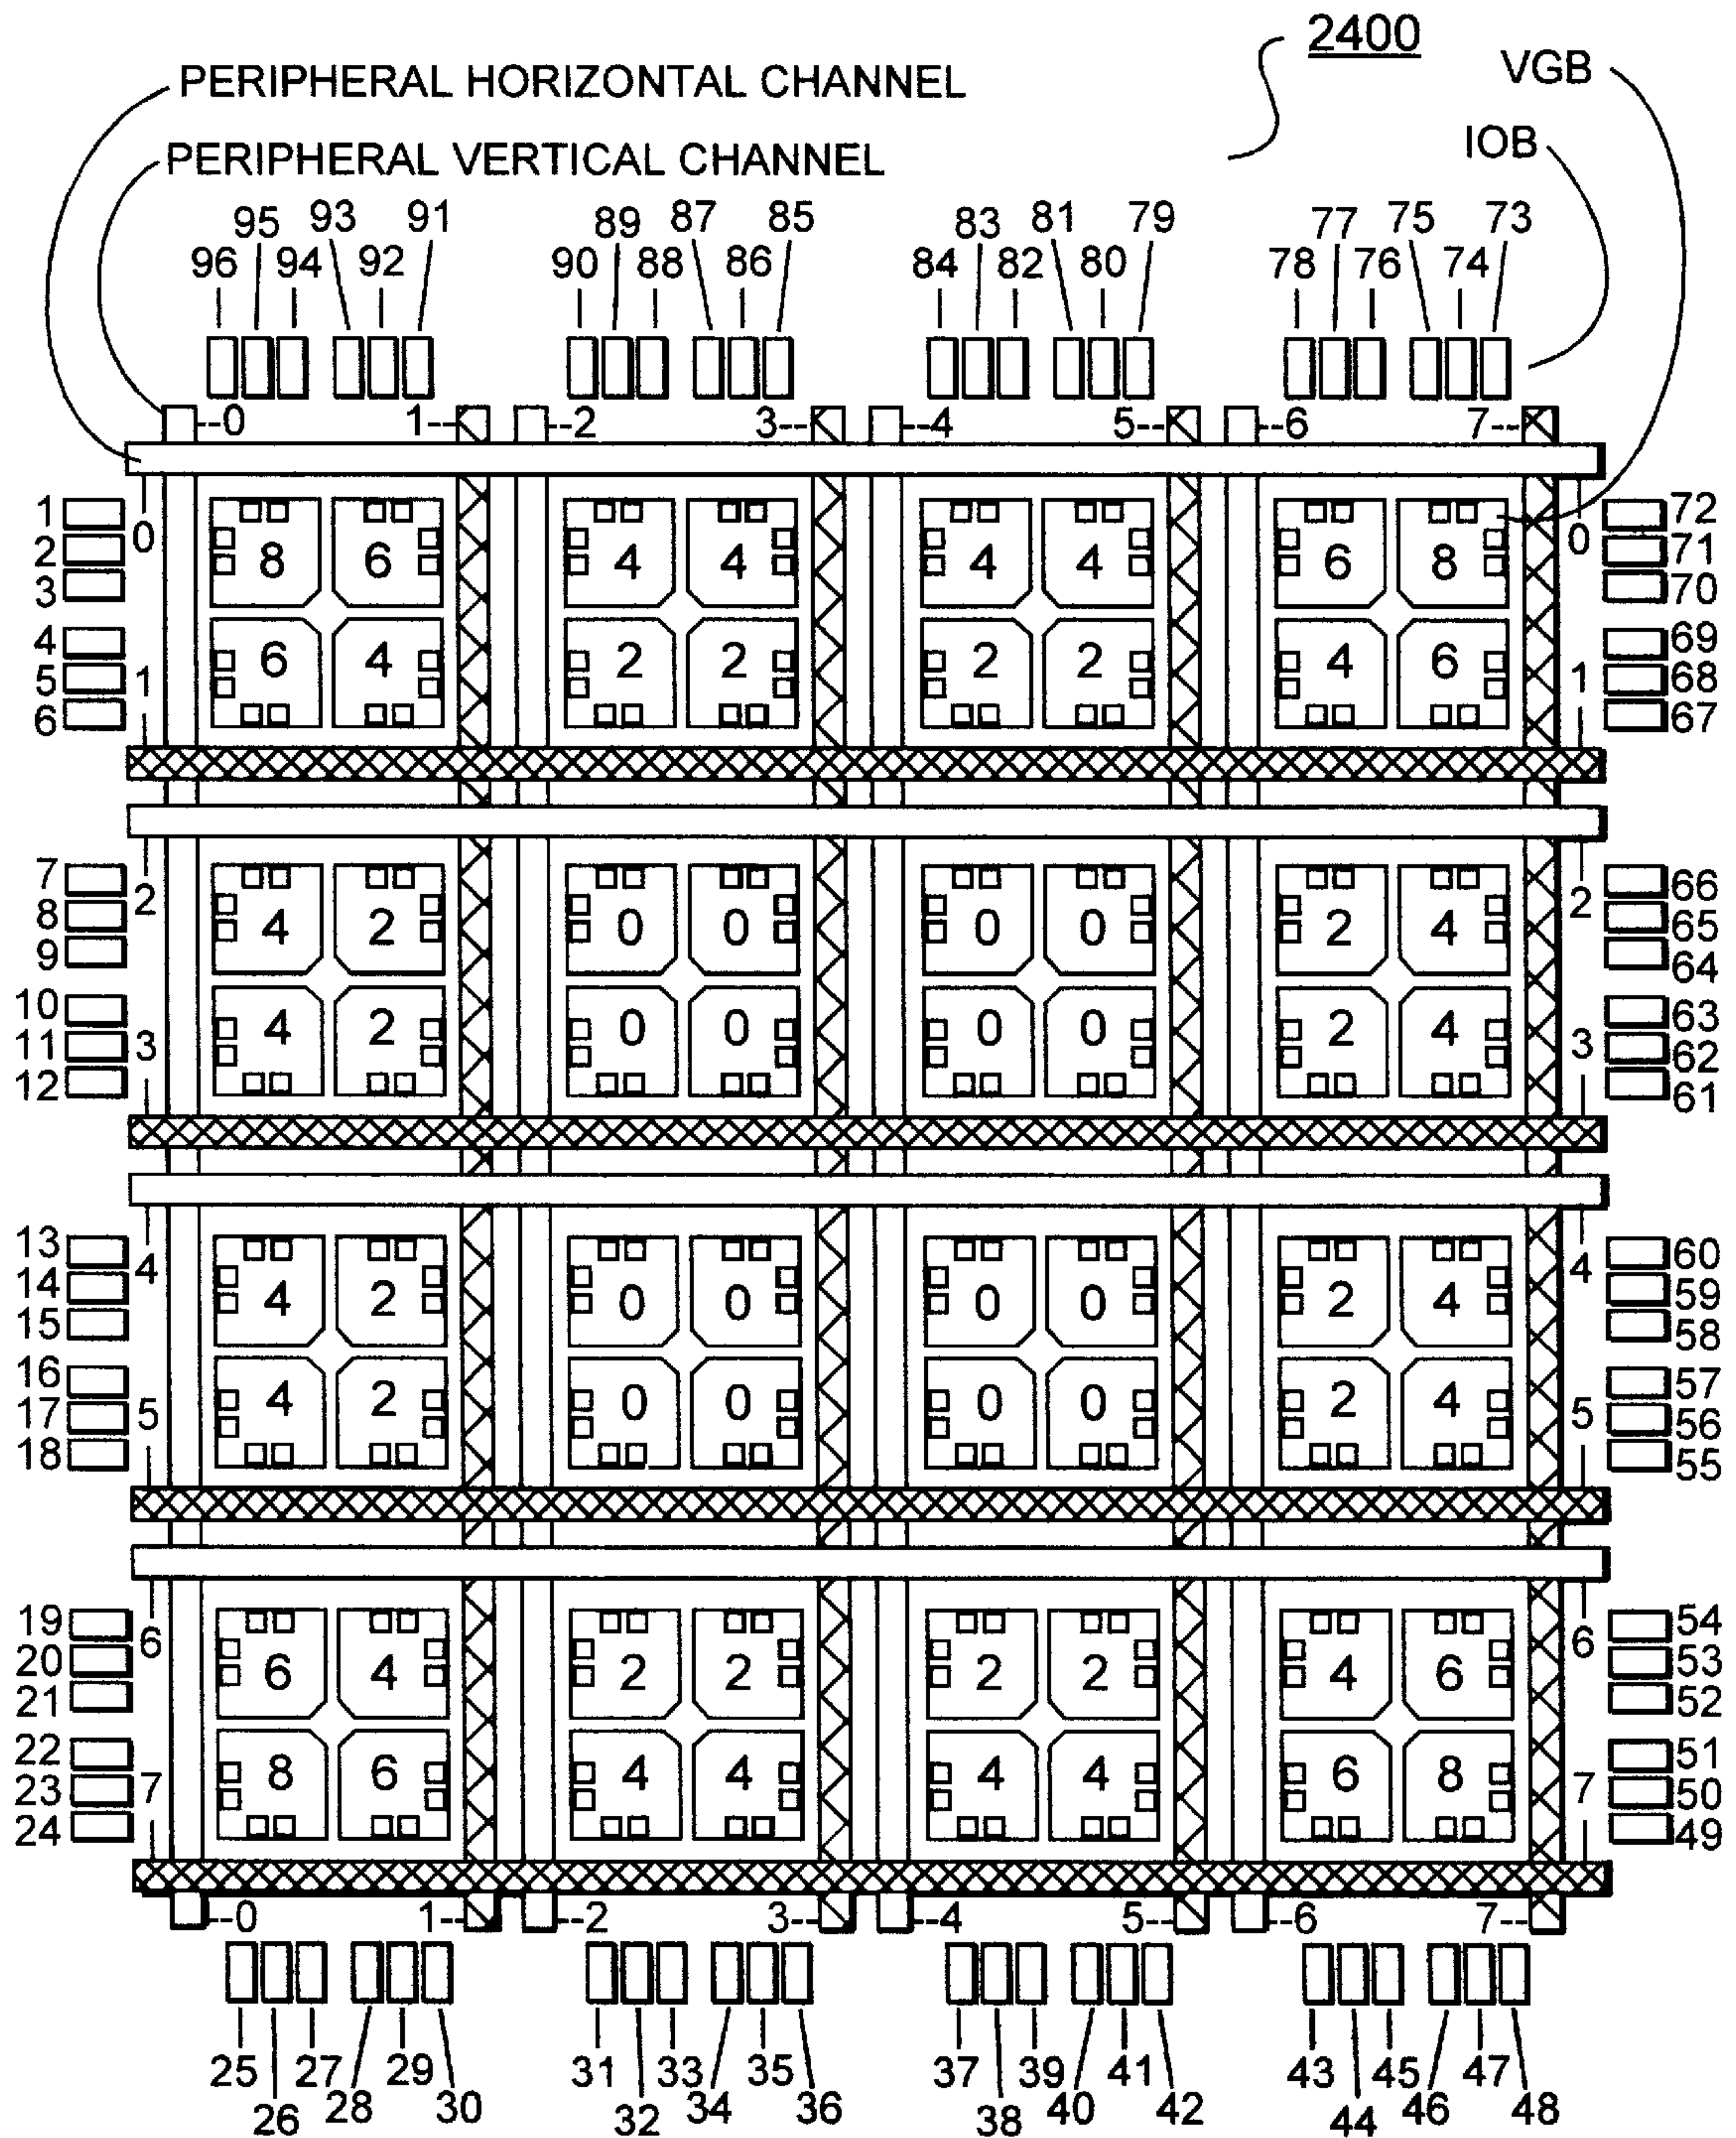 2400
VGB
PERIPHERAL HORIZONTAL CHANNEL
IOB
PERIPHERAL VERTICAL CHANNEL
95 93 91 89 87 85 83 81 79 77 75 73
96 94 92 90 88 86 84 82 80 78 76 74
--0 1-- --2 3-- --4 5-- --6 7--
1 72
2 0 8 6 4 4 4 4 6 8 0 71
3 70
4 69
5 1 6 4 2 2 2 2 4 6 1 68
6 67
7 66
8 2 4 2 0 0 0 0 2 4 2 65
9 64
10 63
11 3 4 2 0 0 0 0 2 4 3 62
12 61
13 60
14 4 4 2 0 0 0 0 2 4 4 59
15 58
16 57
17 5 4 2 0 0 0 0 2 4 5 56
18 55
19 54
20 6 6 4 2 2 2 2 4 6 6 53
21 52
22 51
23 7 8 6 4 4 4 4 6 8 7 50
24 49
--0 1-- --2 3-- --4 5-- --6 7--
25 27 29 31 33 35 37 39 41 43 45 47
26 28 30 32 34 36 38 40 42 44 46 48